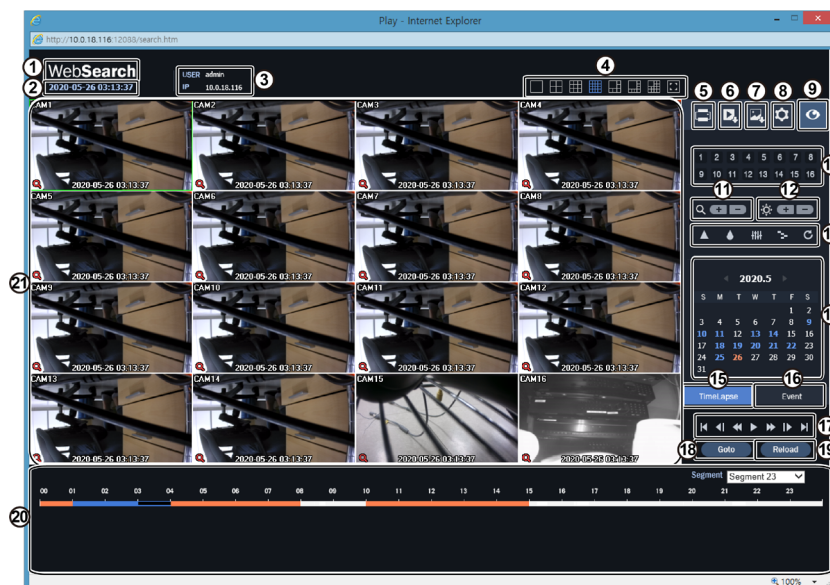 Play - Internet Explorer
http://10.0.18.116:12088/search.htm
1 WebSearch
2 2020-05-26 03:13:37
USER admin
IP 10.0.18.116
3
4
5 6 7 8 9
CAM1 CAM2 CAM3 CAM4
2020-05-26 03:13:37 2020-05-26 03:13:37 2020-05-26 03:13:37 2020-05-26 03:13:37
CAM5 CAM6 CAM7 CAM8
2020-05-26 03:13:37 2020-05-26 03:13:37 2020-05-26 03:13:37 2020-05-26 03:13:37
21
CAM9 CAM10 CAM11 CAM12
2020-05-26 03:13:37 2020-05-26 03:13:37 2020-05-26 03:13:37 2020-05-26 03:13:37
CAM13 CAM14 CAM15 CAM16
2020-05-26 03:13:37 2020-05-26 03:13:37 2020-05-26 03:13:37 2020-05-26 03:13:37
1 2 3 4 5 6 7 8
9 10 11 12 13 14 15 16
11 12
2020.5
S M T W T F S
1 2
3 4 5 6 7 8 9
10 11 12 13 14 15 16
17 18 19 20 21 22 23
24 25 26 27 28 29 30
31
15 16
TimeLapse Event
17
18 Goto Reload 19
Segment Segment 23
00 01 02 03 04 05 06 07 08 09 10 11 12 13 14 15 16 17 18 19 20 21 22 23
20
100%